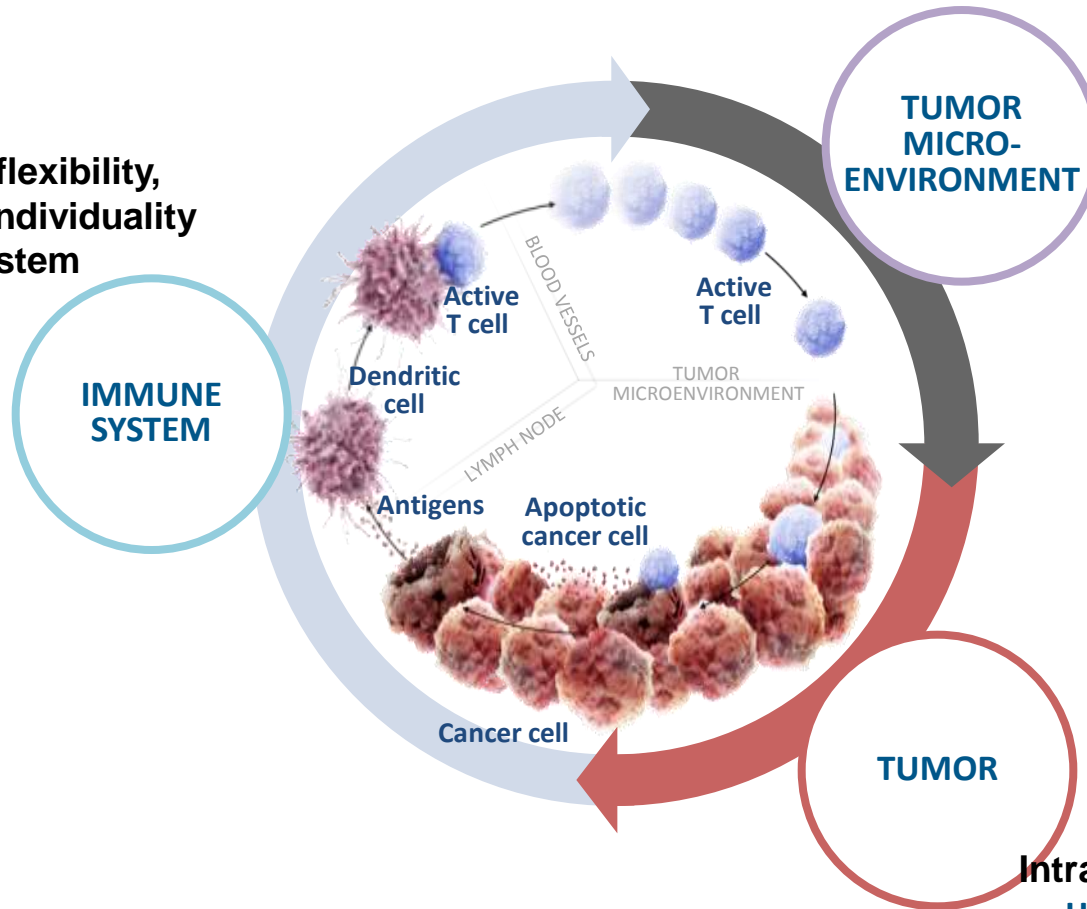 TUMOR
MICRO-
ENVIRONMENT
flexibility,
ndividuality
stem
IMMUNE
SYSTEM
Active
T cell
BLOOD VESSELS
Active
T cell
Dendritic
cell
TUMOR
MICROENVIRONMENT
LYMPH NODE
Antigens
Apoptotic
cancer cell
Cancer cell
TUMOR
Intra